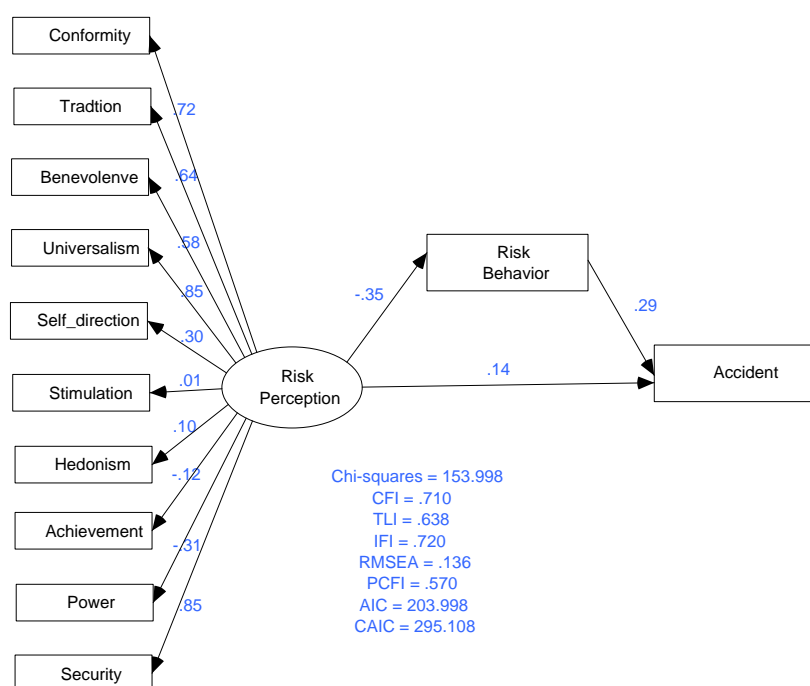 Conformity
.72
Tradtion
.64
Benevolenve
.58
Universalism
.85
Self_direction
.30
Stimulation
.01
Hedonism
.10
Achievement
-.12
Power
-.31
Security
.85
Risk
Perception
-.35
Risk
Behavior
.29
.14
Accident
Chi-squares = 153.998
CFI = .710
TLI = .638
IFI = .720
RMSEA = .136
PCFI = .570
AIC = 203.998
CAIC = 295.108